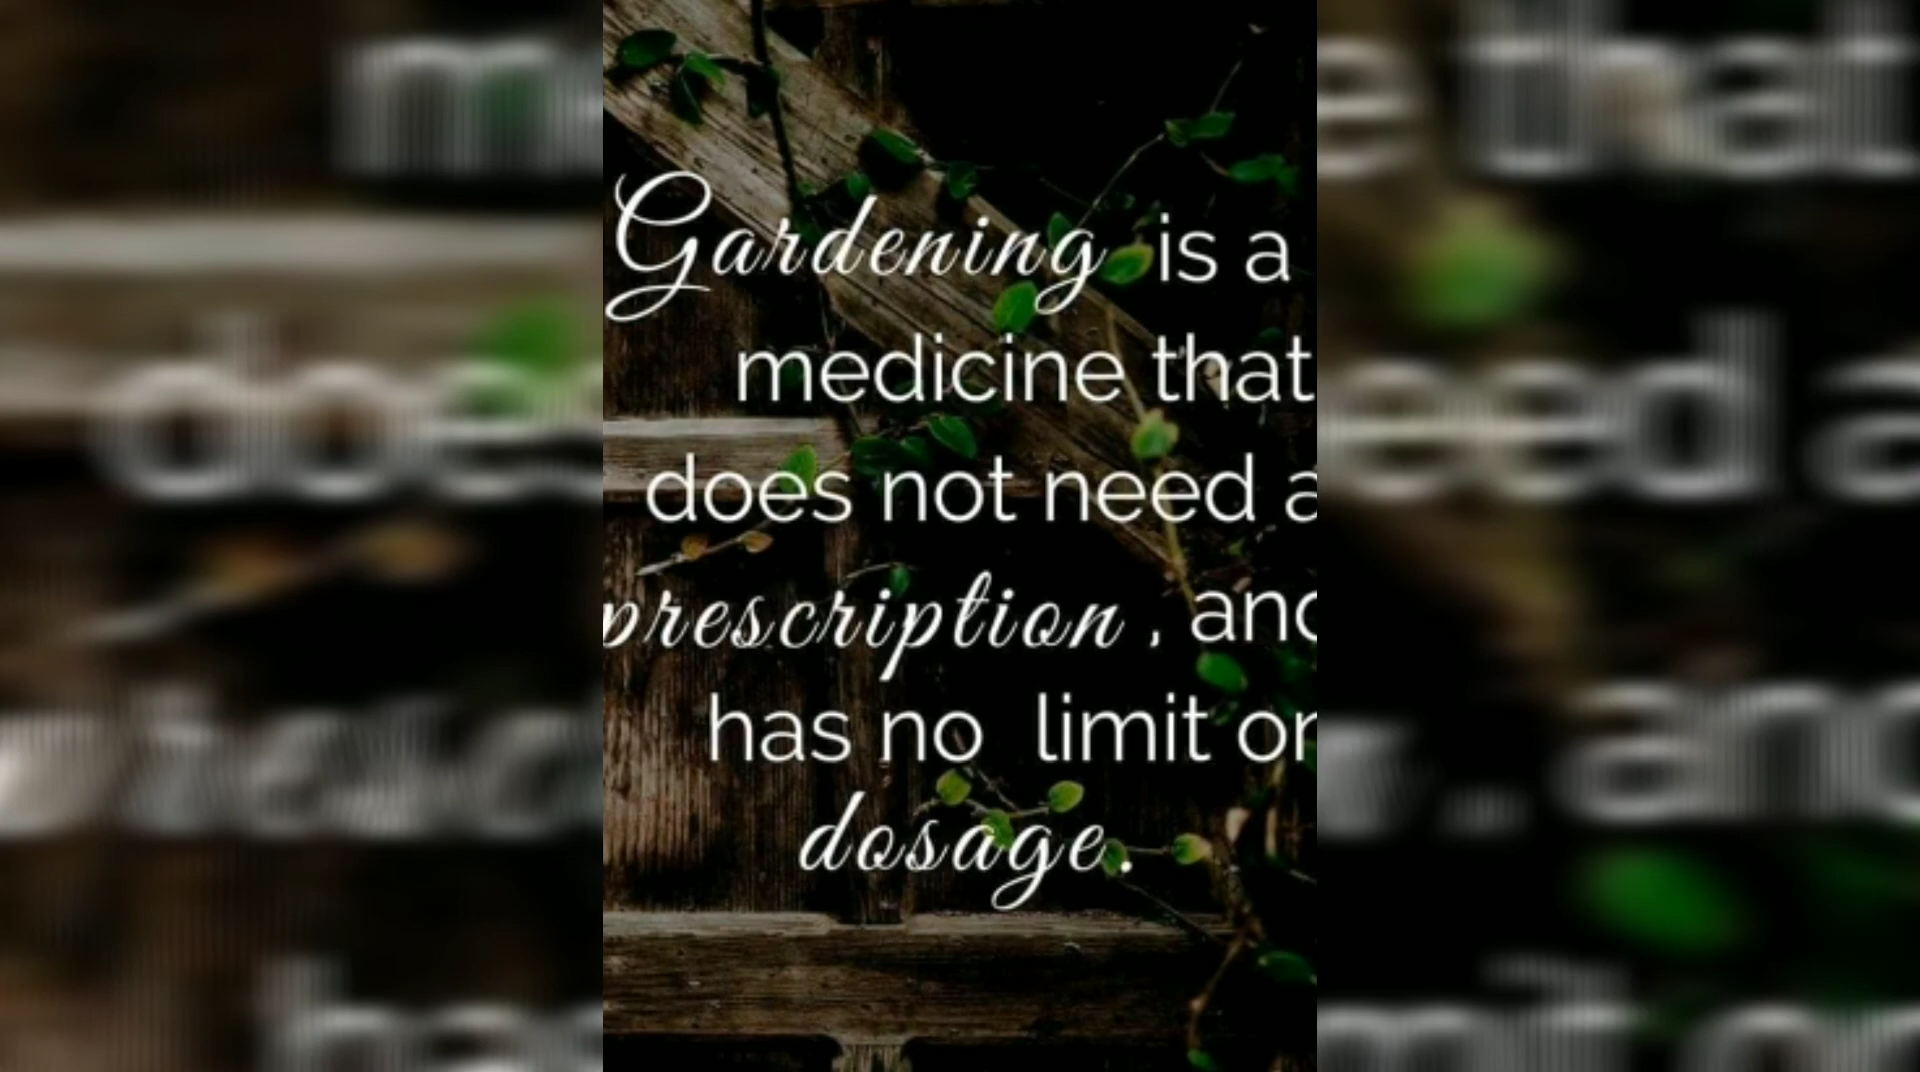 Gardening is a
medicine that
does not need a
prescription , and
has no limit on
dosage.